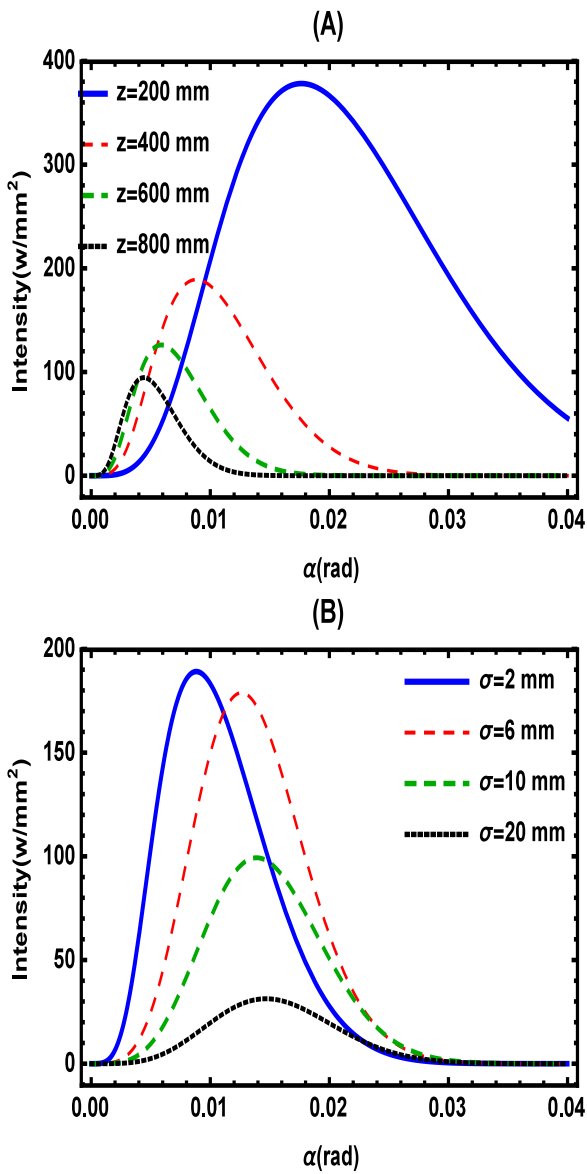 (A)
400
300
200
100
0
Intensity(w/mm²)
z=200 mm
z=400 mm
z=600 mm
z=800 mm
0.00 0.01 0.02 0.03 0.04
α(rad)
(B)
200
150
100
50
0
Intensity(w/mm²)
σ=2 mm
σ=6 mm
σ=10 mm
σ=20 mm
0.00 0.01 0.02 0.03 0.04
α(rad)